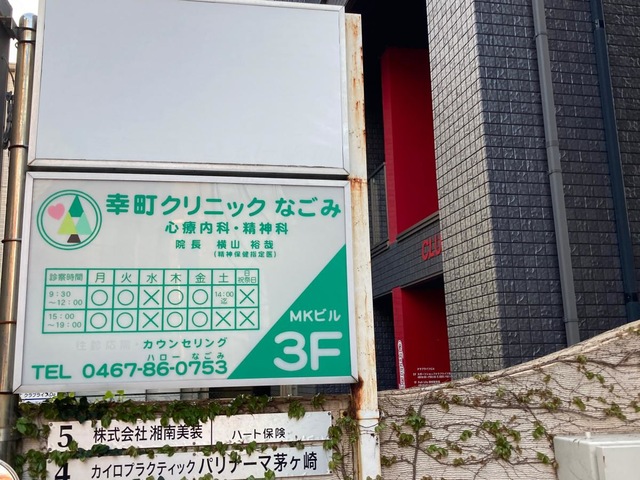 幸町クリニック なごみ
心療内科・精神科
院長 横山 裕哉
(精神保健指定医)
診察時間 月 火 水 木 金 土 日祝祭日
9:30～12:00 ○ ○ × ○ ○ 14:00迄 ×
15:00～19:00 ○ ○ × ○ ○ × ×
カウンセリング
ハロー なごみ
TEL 0467-86-0753
MKビル
3F
5 株式会社湘南美装 ハート保険
4 カイロプラクティック パリナーマ茅ヶ崎